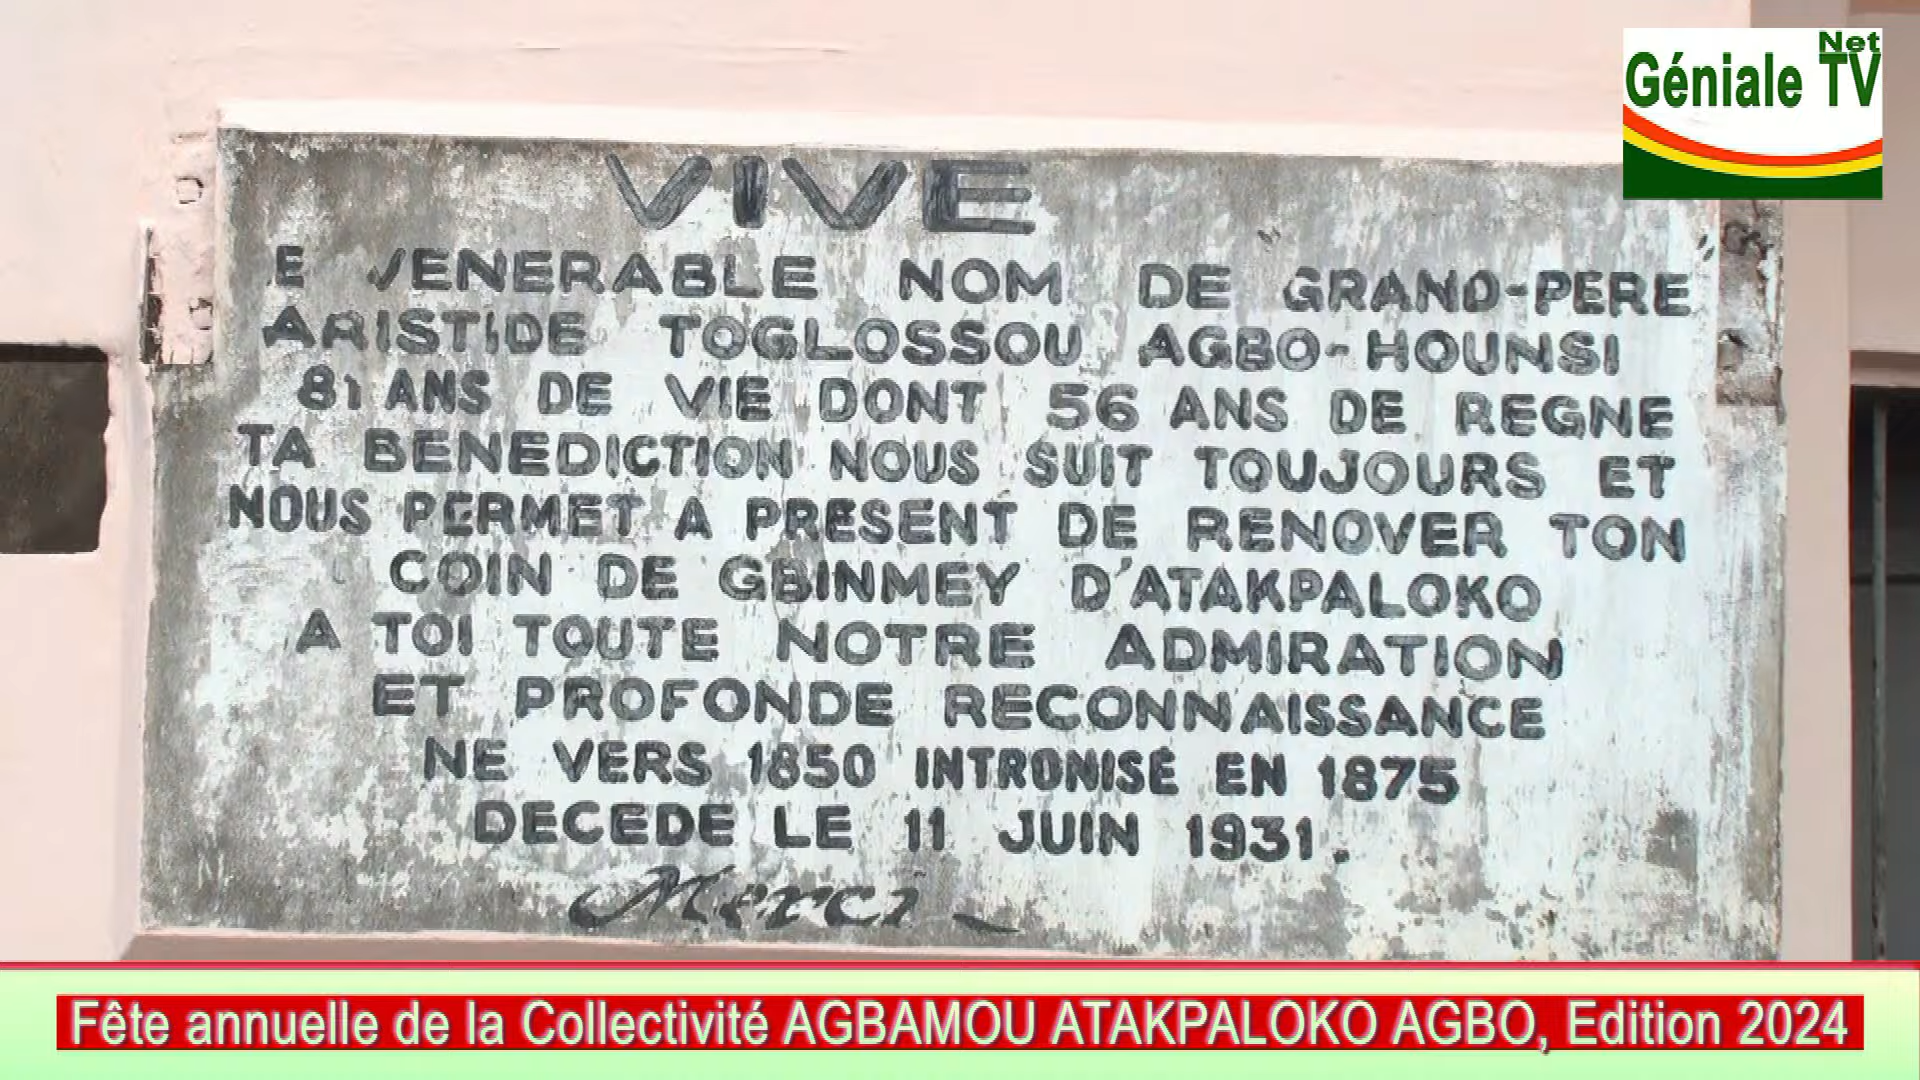 Net
Géniale TV
VIVE
E VENERABLE NOM DE "GRAND-PERE"
ARISTIDE TOGLOSSOU AGBO-HOUNSI
81 ANS DE VIE DONT 56 ANS DE REGNE
TA BENEDICTION NOUS SUIT TOUJOURS ET
NOUS PERMET A PRESENT DE RENOVER TON
COIN DE GBINMEY D'ATAKPALOKO
A TOI TOUTE NOTRE ADMIRATION
ET PROFONDE RECONNAISSANCE
NE VERS 1850 INTRONISE EN 1875
DECEDE LE 11 JUIN 1931.
Merci
Fête annuelle de la Collectivité AGBAMOU ATAKPALOKO AGBO, Edition 2024